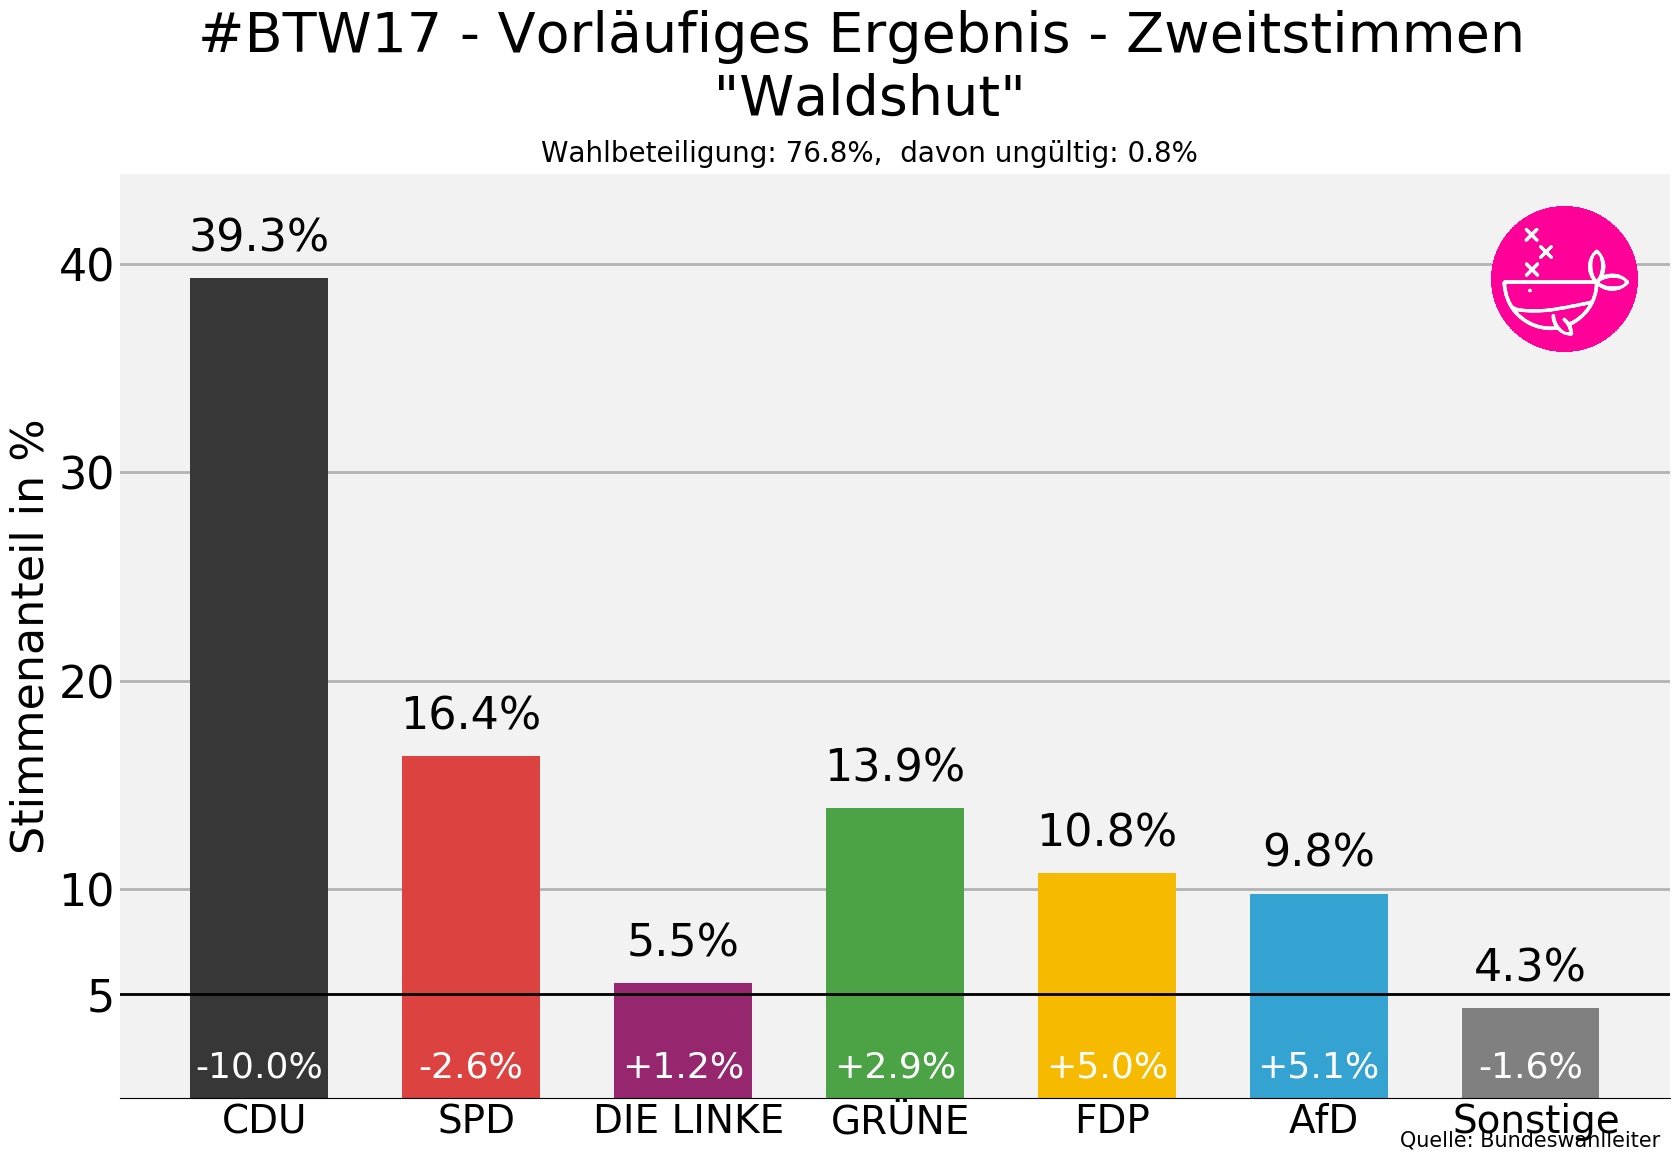 #BTW17 - Vorläufiges Ergebnis - Zweitstimmen
"Waldshut"
Wahlbeteiligung: 76.8%,  davon ungültig: 0.8%
Stimmenanteil in %
40
30
20
10
5
39.3%
16.4%
5.5%
13.9%
10.8%
9.8%
4.3%
-10.0%
-2.6%
+1.2%
+2.9%
+5.0%
+5.1%
-1.6%
CDU
SPD
DIE LINKE
GRÜNE
FDP
AfD
Sonstige
Quelle: Bundeswahlleiter